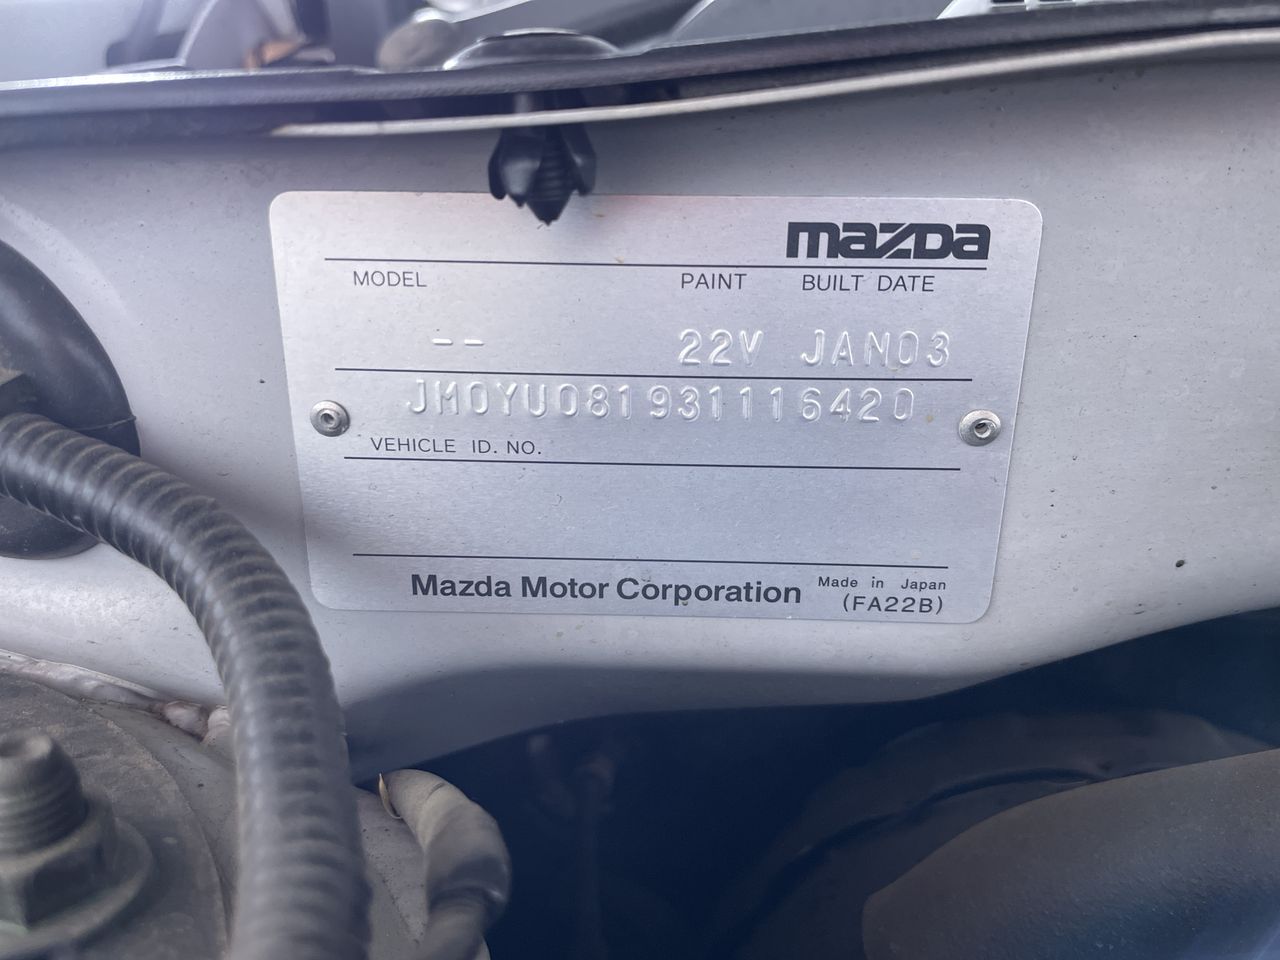 mazda
MODEL PAINT BUILT DATE
-- 22V JAN03
JM0YU081931116420
VEHICLE ID. NO.
Mazda Motor Corporation Made in Japan
(FA22B)